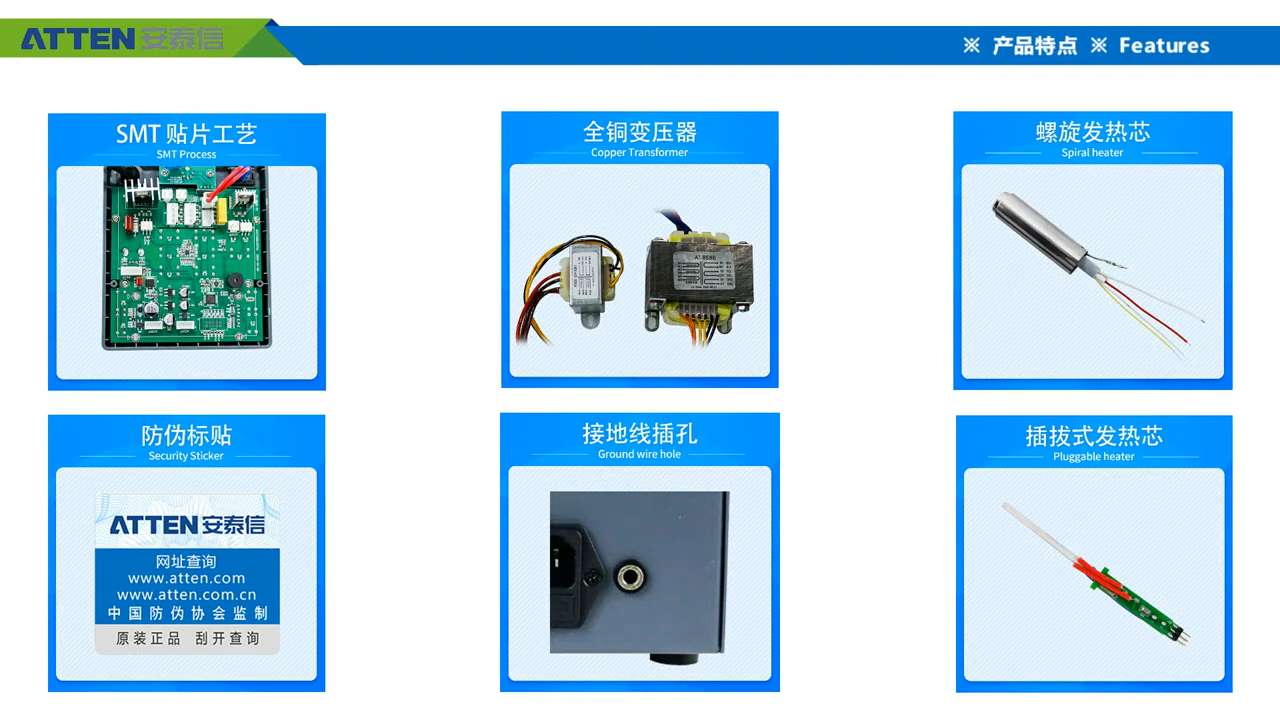 ATTEN 安泰信
※ 产品特点 ※ Features
SMT 贴片工艺
SMT Process
全铜变压器
Copper Transformer
AT-8586
螺旋发热芯
Spiral heater
防伪标贴
Security Sticker
ATTEN 安泰信
网址查询
www.atten.com
www.atten.com.cn
中国防伪协会监制
原装正品 刮开查询
接地线插孔
Ground wire hole
插拔式发热芯
Pluggable heater